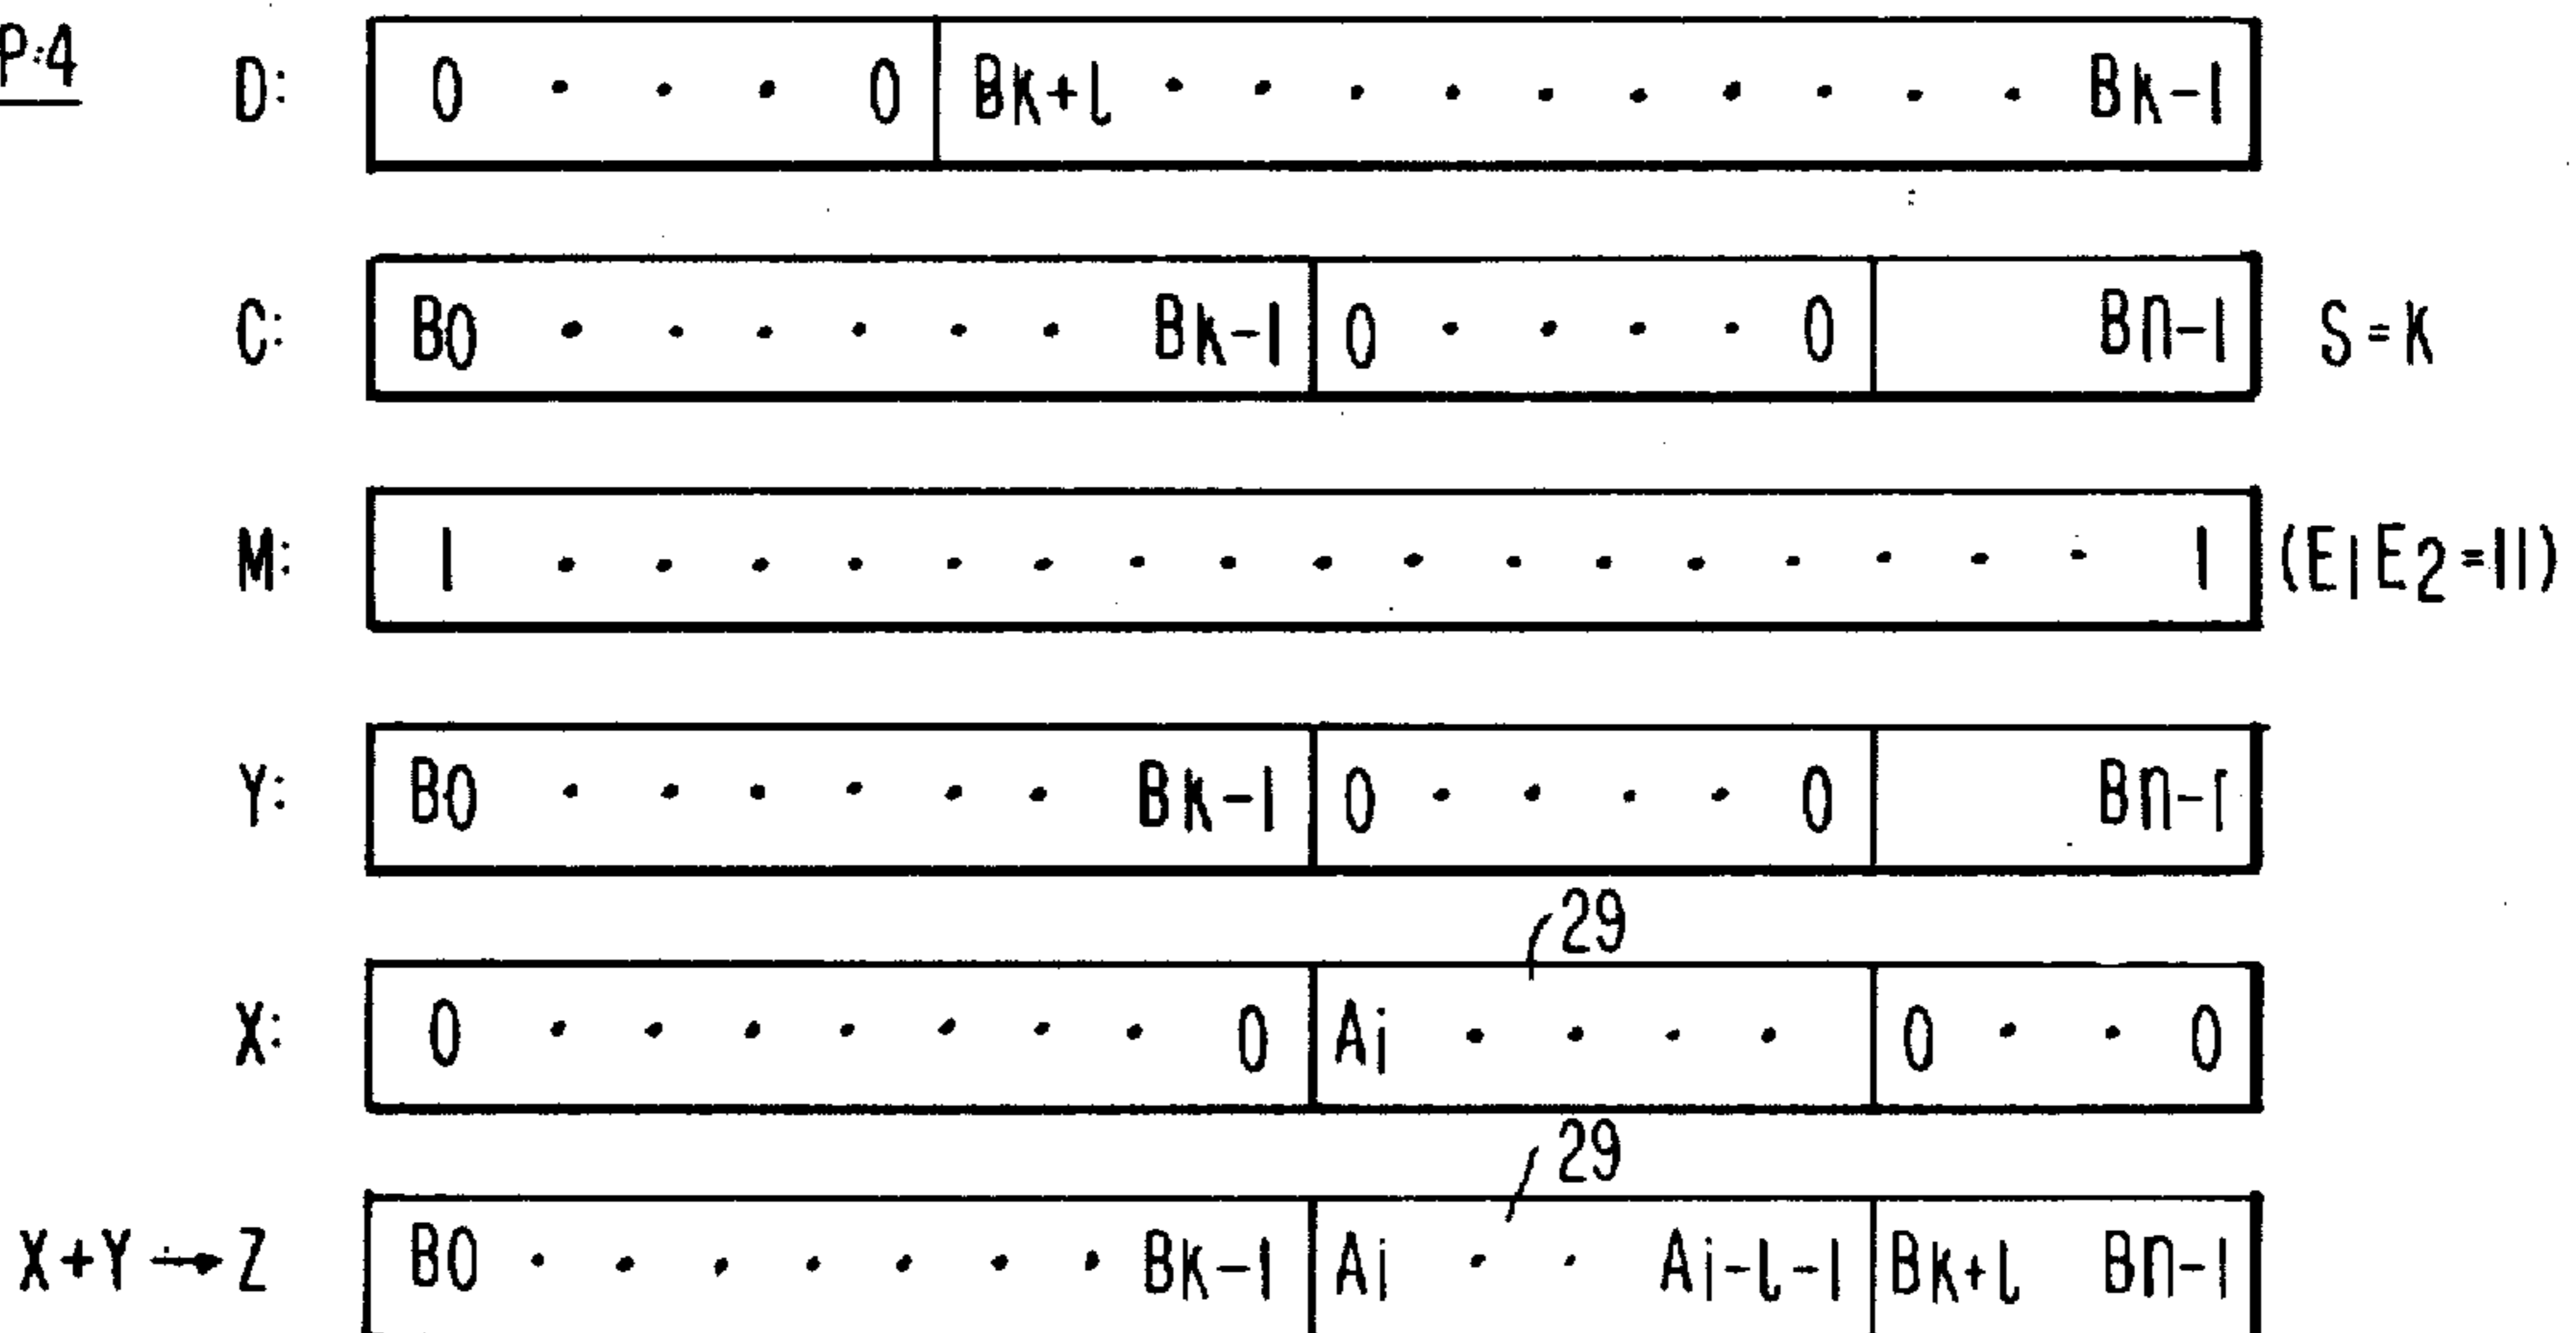 P:4
D: 0 · · · 0 BK+l · · · · · · · · · · BK-1
C: B0 · · · · · · BK-1 0 · · · · 0 Bn-1 S=K
M: 1 · · · · · · · · · · · · · · · · · 1 (E1E2=11)
Y: B0 · · · · · · BK-1 0 · · · · 0 Bn-1
29
X: 0 · · · · · · · 0 Ai · · · · 0 · · 0
29
X+Y→Z B0 · · · · · · · BK-1 Ai · · Ai-l-1 BK+l Bn-1